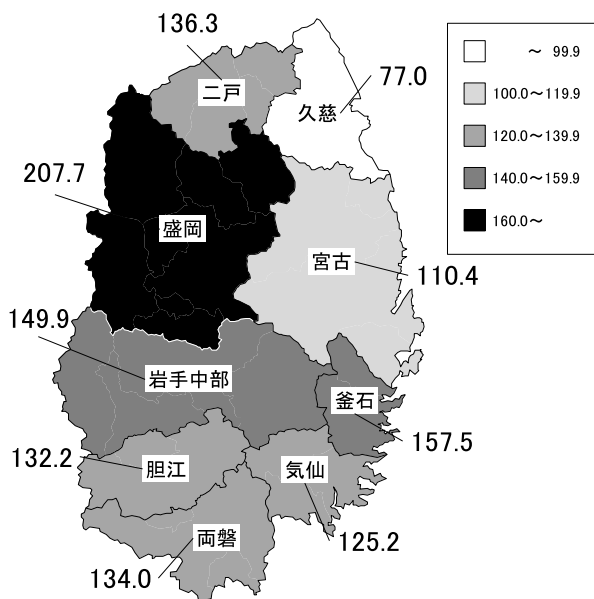 136.3
二戸
久慈
77.0
～ 99.9
100.0～119.9
120.0～139.9
140.0～159.9
160.0～
207.7
盛岡
宮古
110.4
149.9
岩手中部
釜石
157.5
132.2
胆江
気仙
125.2
両磐
134.0